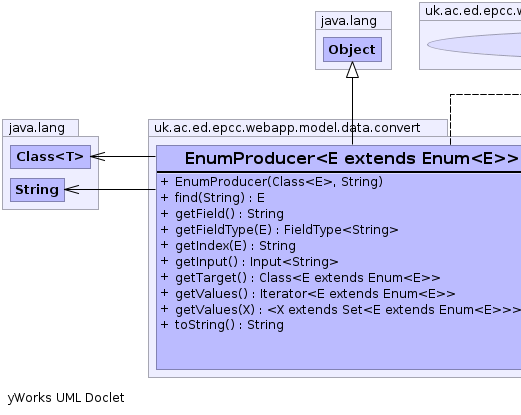 java.lang
Object
uk.ac.ed.epcc.w
java.lang
Class<T>
String
uk.ac.ed.epcc.webapp.model.data.convert
EnumProducer<E extends Enum<E>>
+ EnumProducer(Class<E>, String)
+ find(String) : E
+ getField() : String
+ getFieldType(E) : FieldType<String>
+ getIndex(E) : String
+ getInput() : Input<String>
+ getTarget() : Class<E extends Enum<E>>
+ getValues() : Iterator<E extends Enum<E>>
+ getValues(X) : <X extends Set<E extends Enum<E>>>
+ toString() : String
yWorks UML Doclet